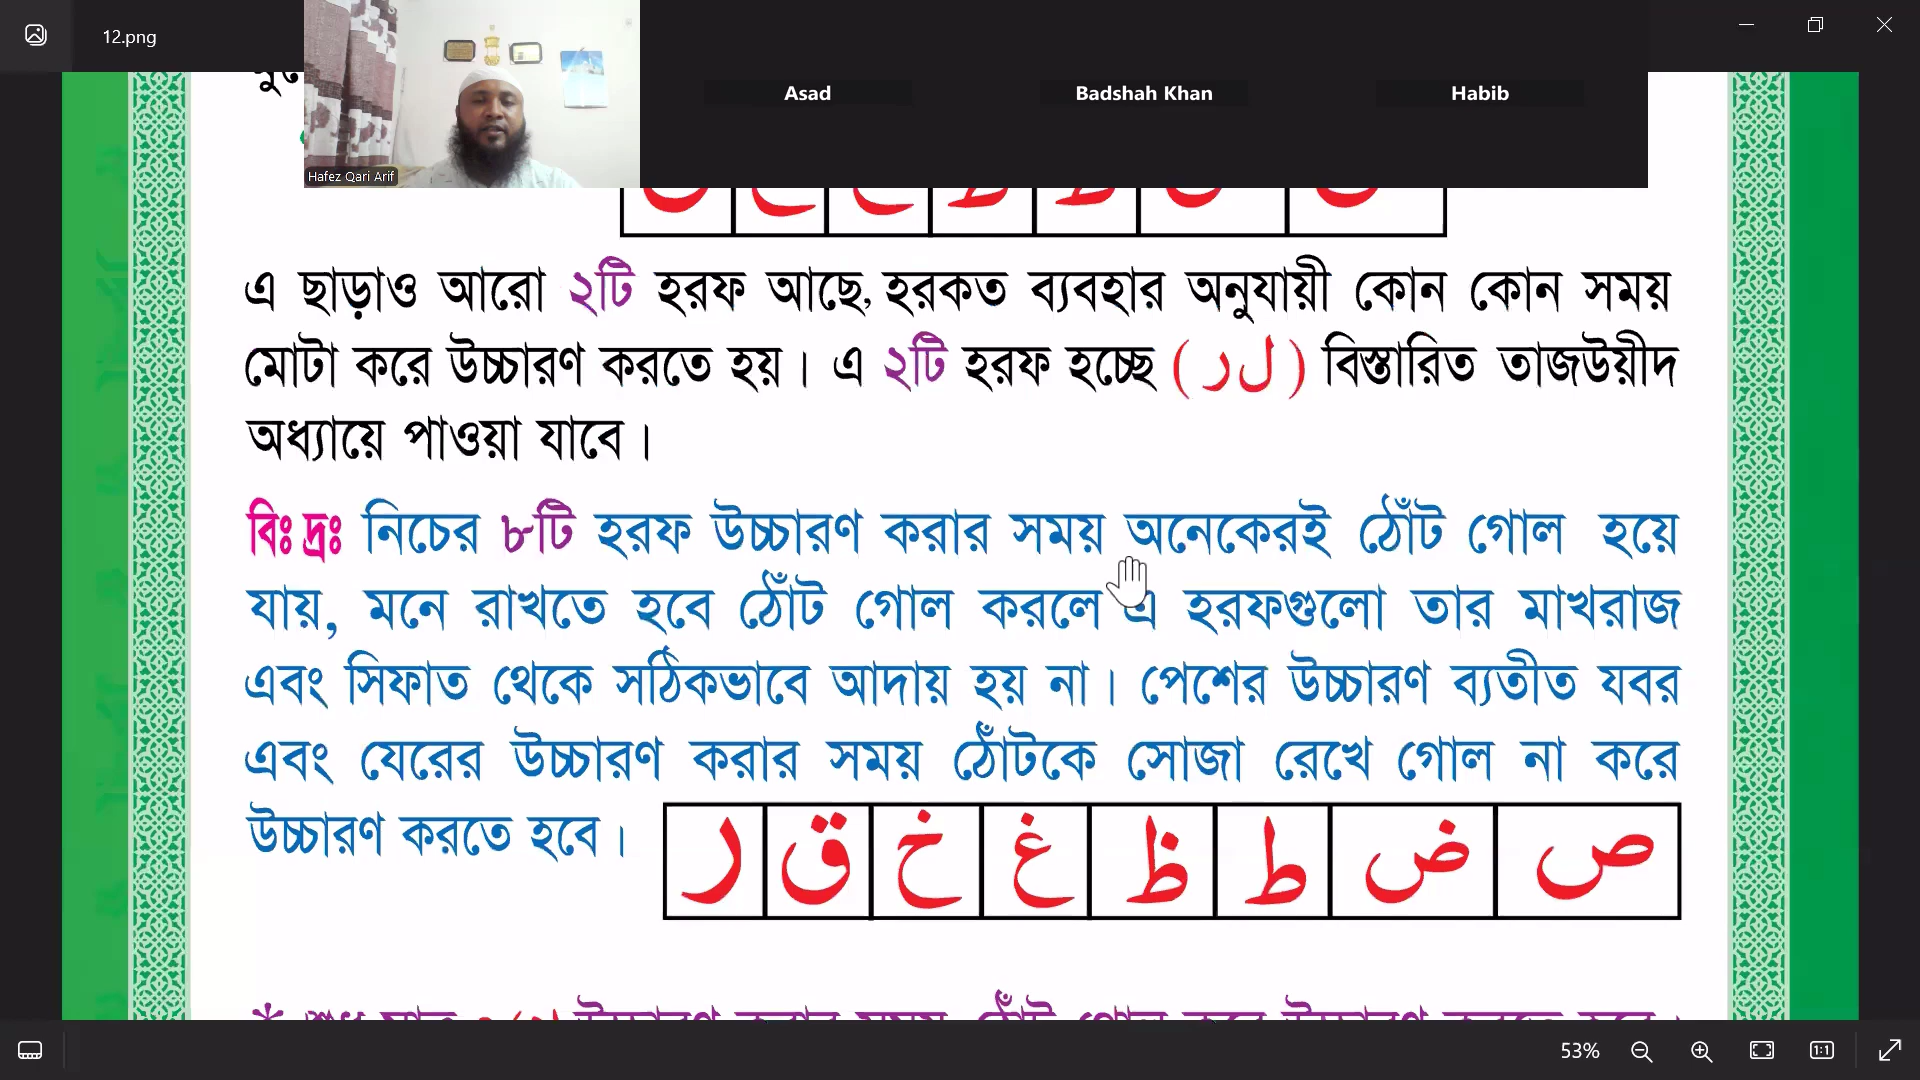 12.png
Asad
Badshah Khan
Habib
Hafez Qari Arif
এ ছাড়াও আরো ২টি হরফ আছে, হরকত ব্যবহার অনুযায়ী কোন কোন সময়
মোটা করে উচ্চারণ করতে হয়। এ ২টি হরফ হচ্ছে (ل ر) বিস্তারিত তাজউয়ীদ
অধ্যায়ে পাওয়া যাবে।
বিঃ দ্রঃ নিচের ৮টি হরফ উচ্চারণ করার সময় অনেকেরই ঠোঁট গোল হয়ে
যায়, মনে রাখতে হবে ঠোঁট গোল করলে এ হরফগুলো তার মাখরাজ
এবং সিফাত থেকে সঠিকভাবে আদায় হয় না। পেশের উচ্চারণ ব্যতীত যবর
এবং যেরের উচ্চারণ করার সময় ঠোঁটকে সোজা রেখে গোল না করে
উচ্চারণ করতে হবে।
ص ض ط ظ غ خ ق ر
53%